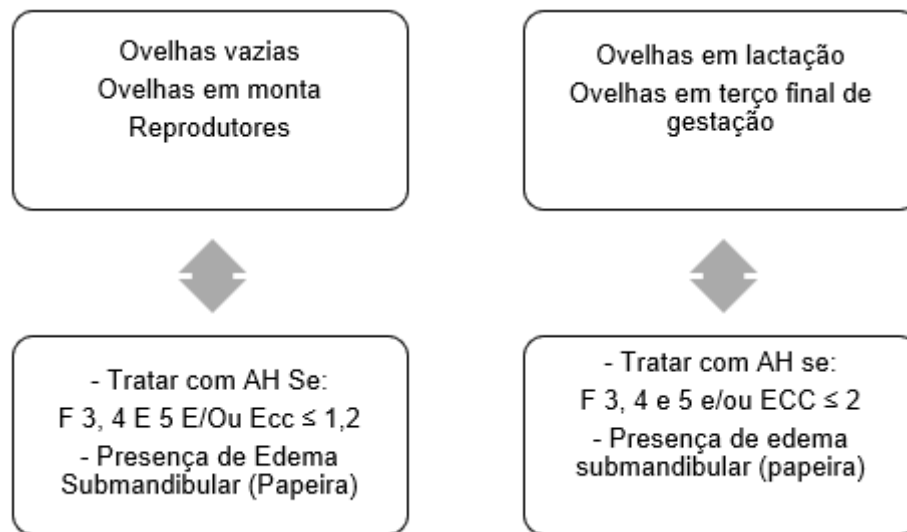 Ovelhas vazias
Ovelhas em monta
Reprodutores
Ovelhas em lactação
Ovelhas em terço final de
gestação
- Tratar com AH Se:
F 3, 4 E 5 E/Ou Ecc ≤ 1,2
- Presença de Edema
Submandibular (Papeira)
- Tratar com AH se:
F 3, 4 e 5 e/ou ECC ≤ 2
- Presença de edema
submandibular (papeira)